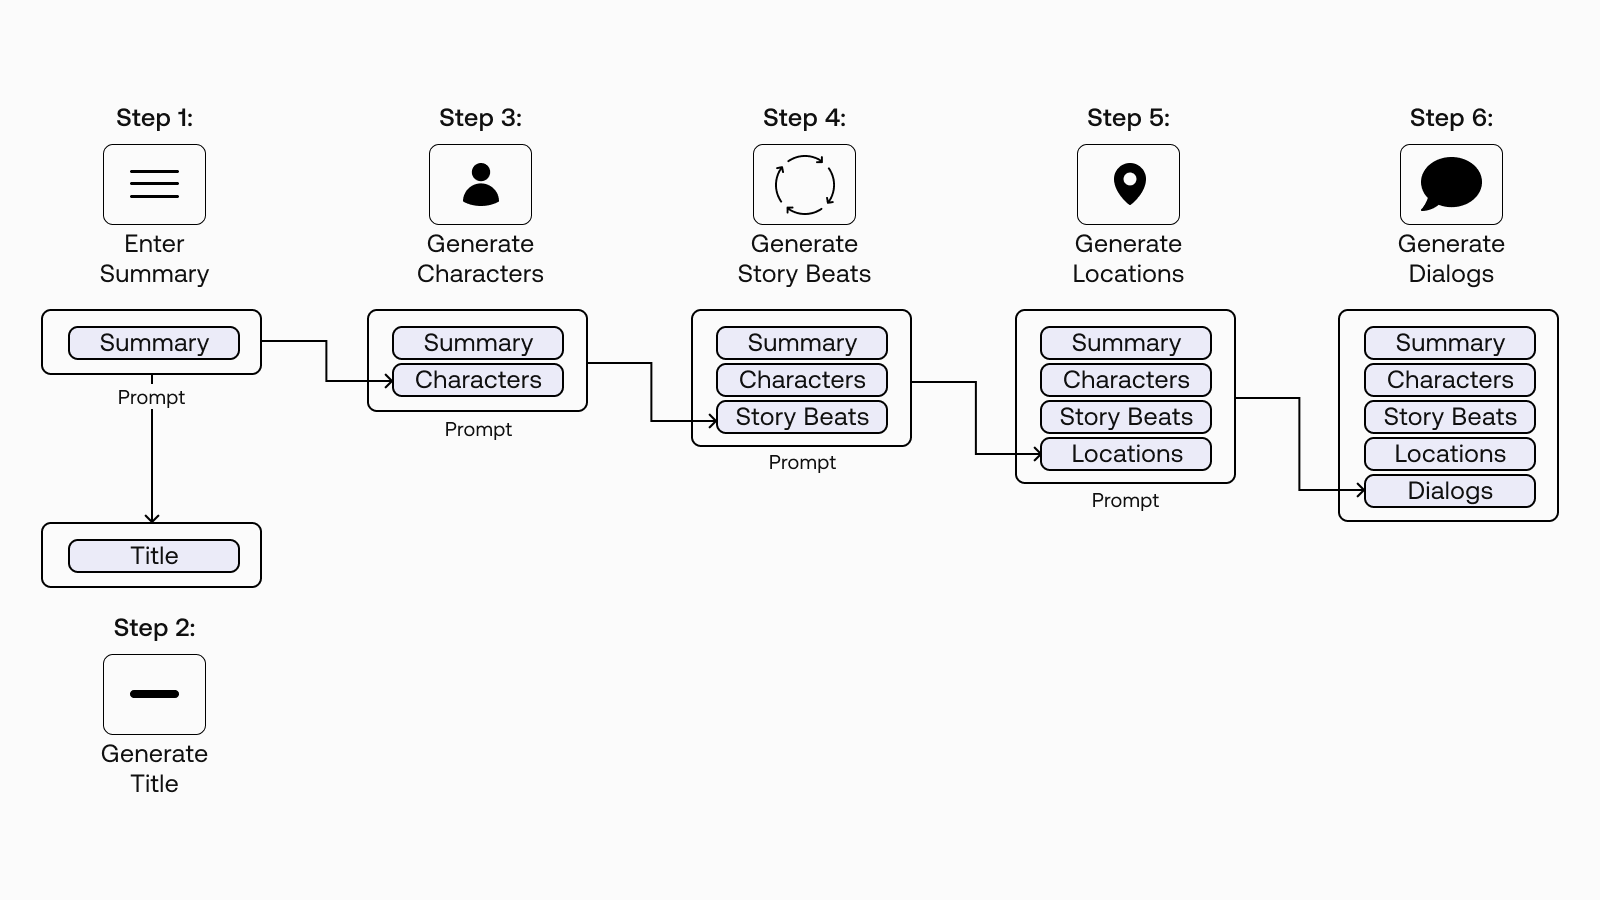 Step 1:
Enter
Summary
Summary
Prompt
Title
Step 2:
Generate
Title
Step 3:
Generate
Characters
Summary
Characters
Prompt
Step 4:
Generate
Story Beats
Summary
Characters
Story Beats
Prompt
Step 5:
Generate
Locations
Summary
Characters
Story Beats
Locations
Prompt
Step 6:
Generate
Dialogs
Summary
Characters
Story Beats
Locations
Dialogs